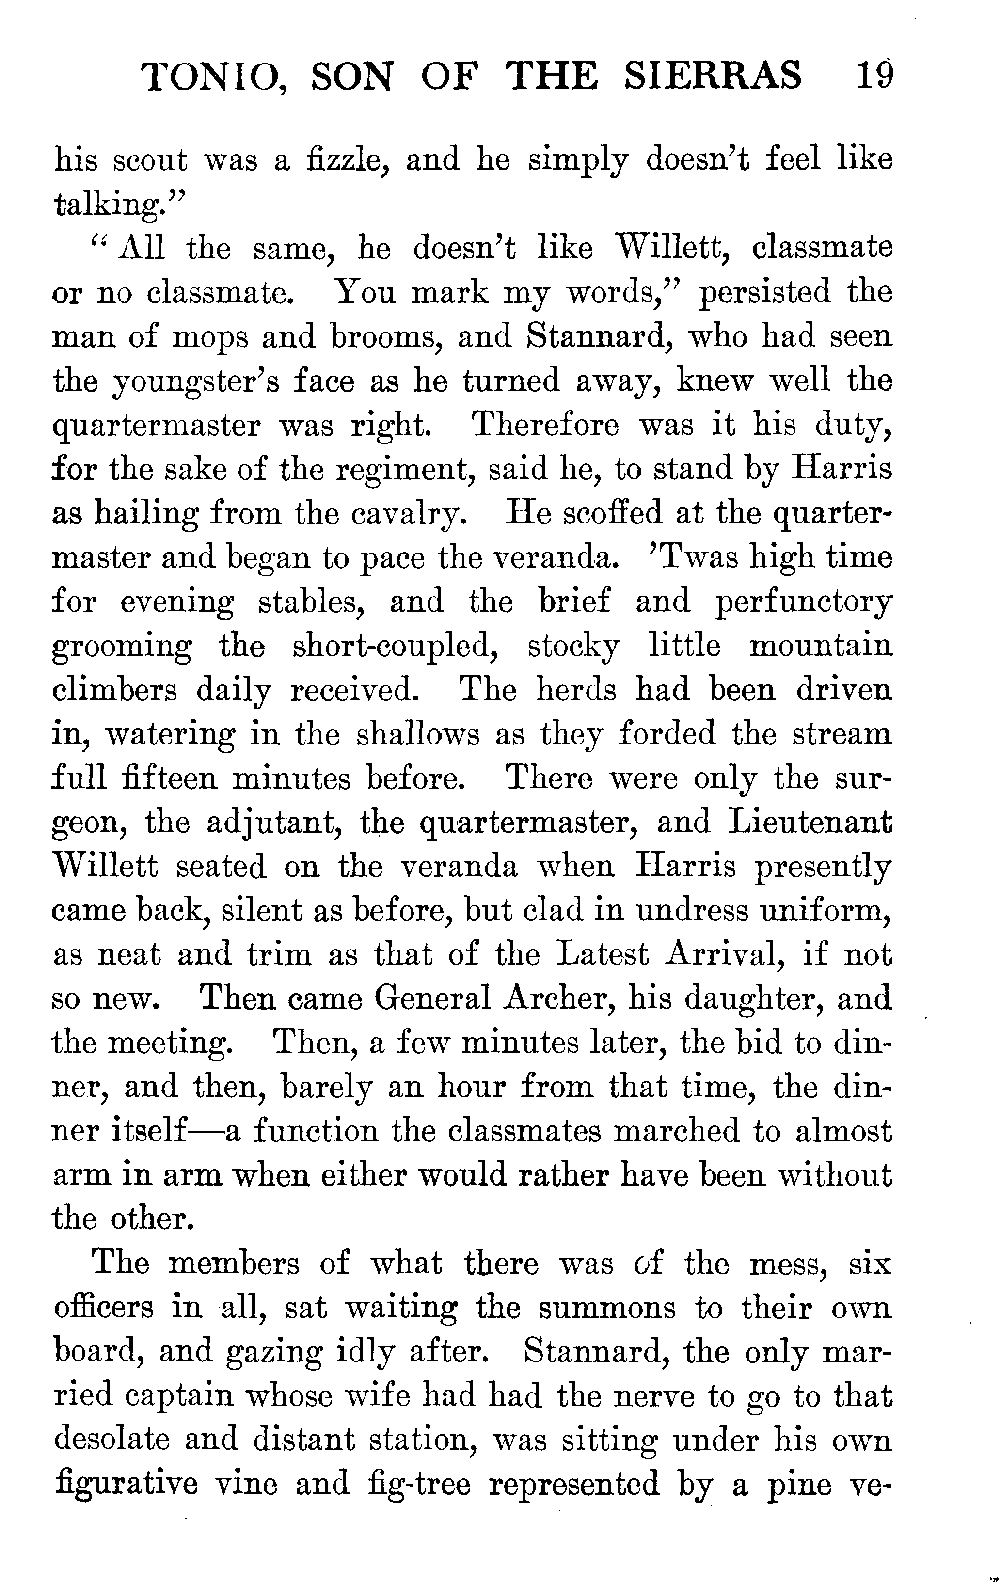 TONIO, SON OF THE SIERRAS 19
his scout was a fizzle, and he simply doesn't feel like
talking."
"All the same, he doesn't like Willett, classmate
or no classmate. You mark my words," persisted the
man of mops and brooms, and Stannard, who had seen
the youngster's face as he turned away, knew well the
quartermaster was right. Therefore was it his duty,
for the sake of the regiment, said he, to stand by Harris
as hailing from the cavalry. He scoffed at the quarter-
master and began to pace the veranda. 'Twas high time
for evening stables, and the brief and perfunctory
grooming the short-coupled, stocky little mountain
climbers daily received. The herds had been driven
in, watering in the shallows as they forded the stream
full fifteen minutes before. There were only the sur-
geon, the adjutant, the quartermaster, and Lieutenant
Willett seated on the veranda when Harris presently
came back, silent as before, but clad in undress uniform,
as neat and trim as that of the Latest Arrival, if not
so new. Then came General Archer, his daughter, and
the meeting. Then, a few minutes later, the bid to din-
ner, and then, barely an hour from that time, the din-
ner itself—a function the classmates marched to almost
arm in arm when either would rather have been without
the other.
The members of what there was of the mess, six
officers in all, sat waiting the summons to their own
board, and gazing idly after. Stannard, the only mar-
ried captain whose wife had had the nerve to go to that
desolate and distant station, was sitting under his own
figurative vine and fig-tree represented by a pine ve-